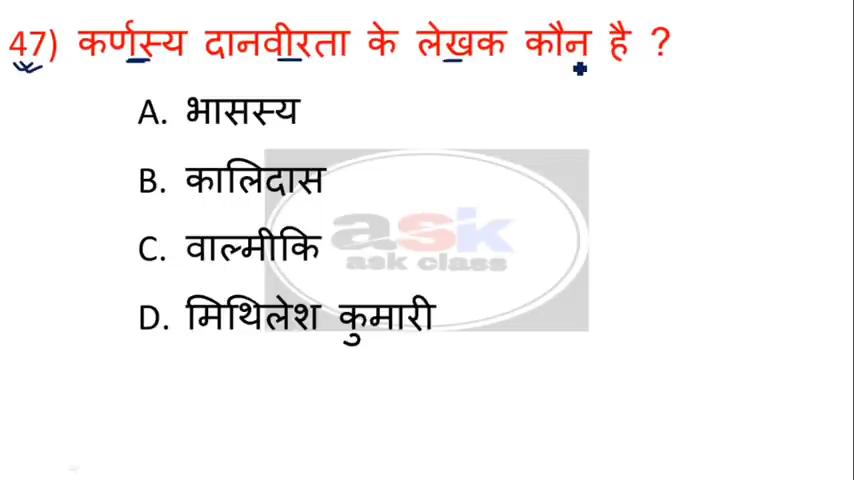 47) कर्णस्य दानवीरता के लेखक कौन है ?
A. भासस्य
B. कालिदास
C. वाल्मीकि
D. मिथिलेश कुमारी
ask
ask class